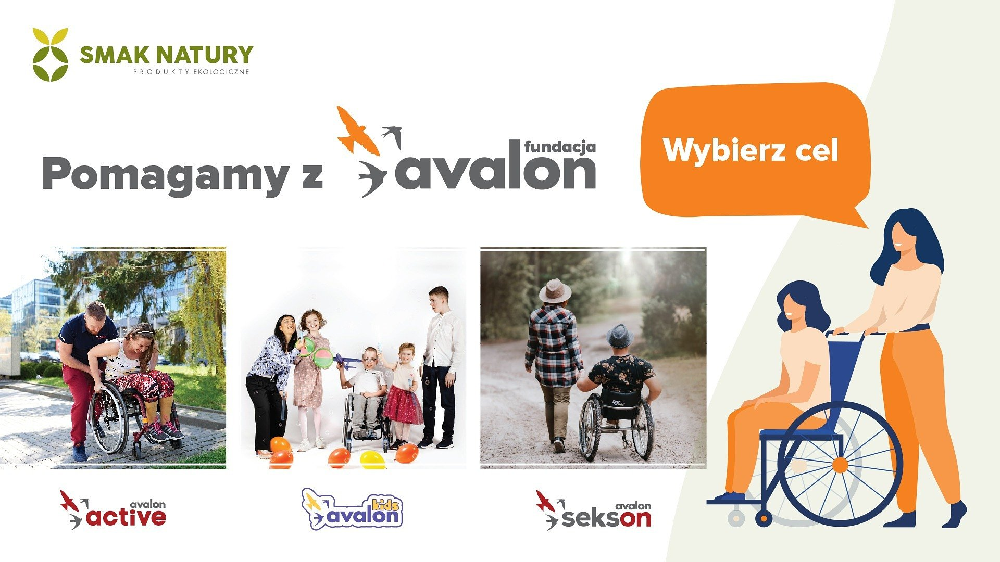 SMAK NATURY
PRODUKTY EKOLOGICZNE
Pomagamy z
fundacja
avalon
Wybierz cel
avalon
active
kids
avalon
avalon
sekson